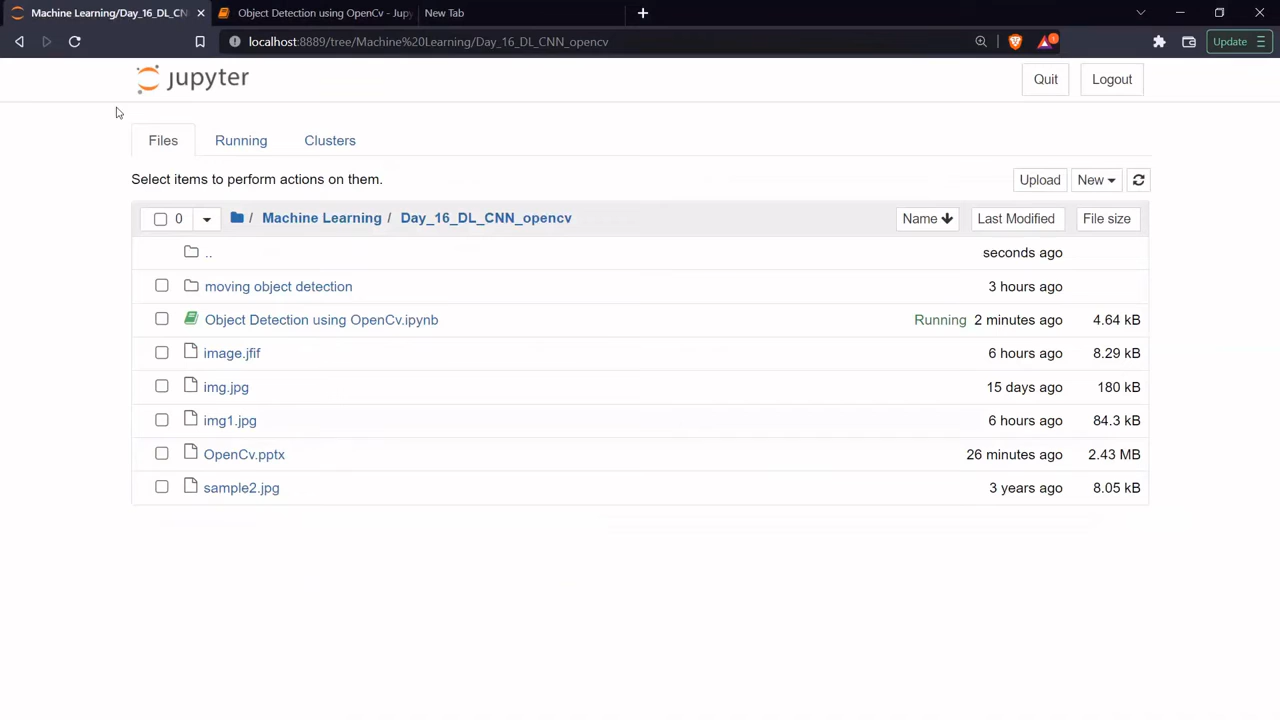 Machine Learning/Day_16_DL_CN
Object Detection using OpenCv - Jupy
New Tab
localhost:8889/tree/Machine%20Learning/Day_16_DL_CNN_opencv
1
Update
jupyter
Quit
Logout
Files
Running
Clusters
Select items to perform actions on them.
Upload
New
0
/ Machine Learning / Day_16_DL_CNN_opencv
Name
Last Modified
File size
.. seconds ago
moving object detection 3 hours ago
Object Detection using OpenCv.ipynb Running 2 minutes ago 4.64 kB
image.jfif 6 hours ago 8.29 kB
img.jpg 15 days ago 180 kB
img1.jpg 6 hours ago 84.3 kB
OpenCv.pptx 26 minutes ago 2.43 MB
sample2.jpg 3 years ago 8.05 kB